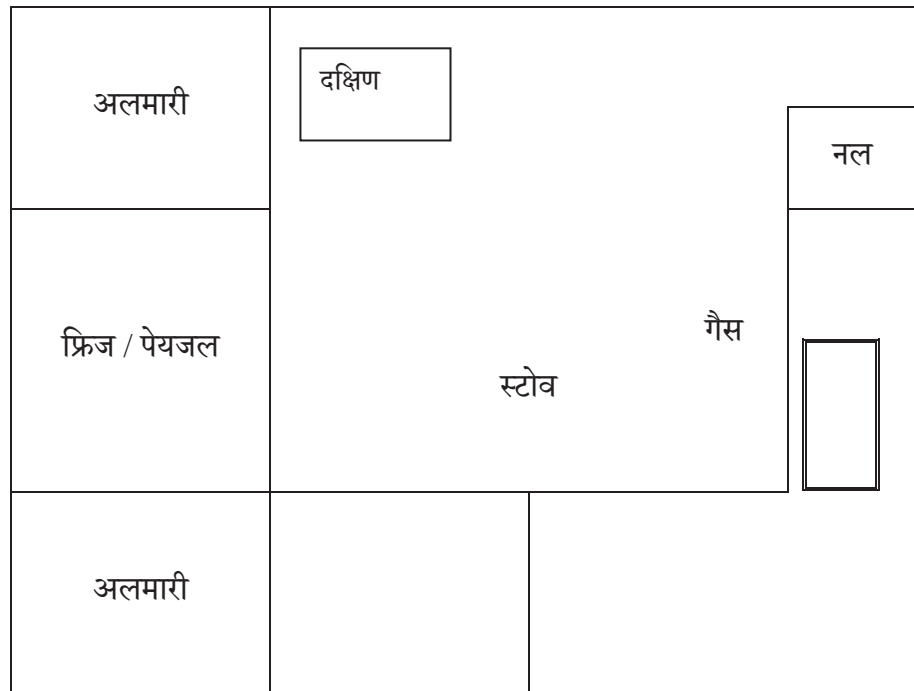 दक्षिण
अलमारी
नल
गैस
फ्रिज / पेयजल
स्टोव
अलमारी